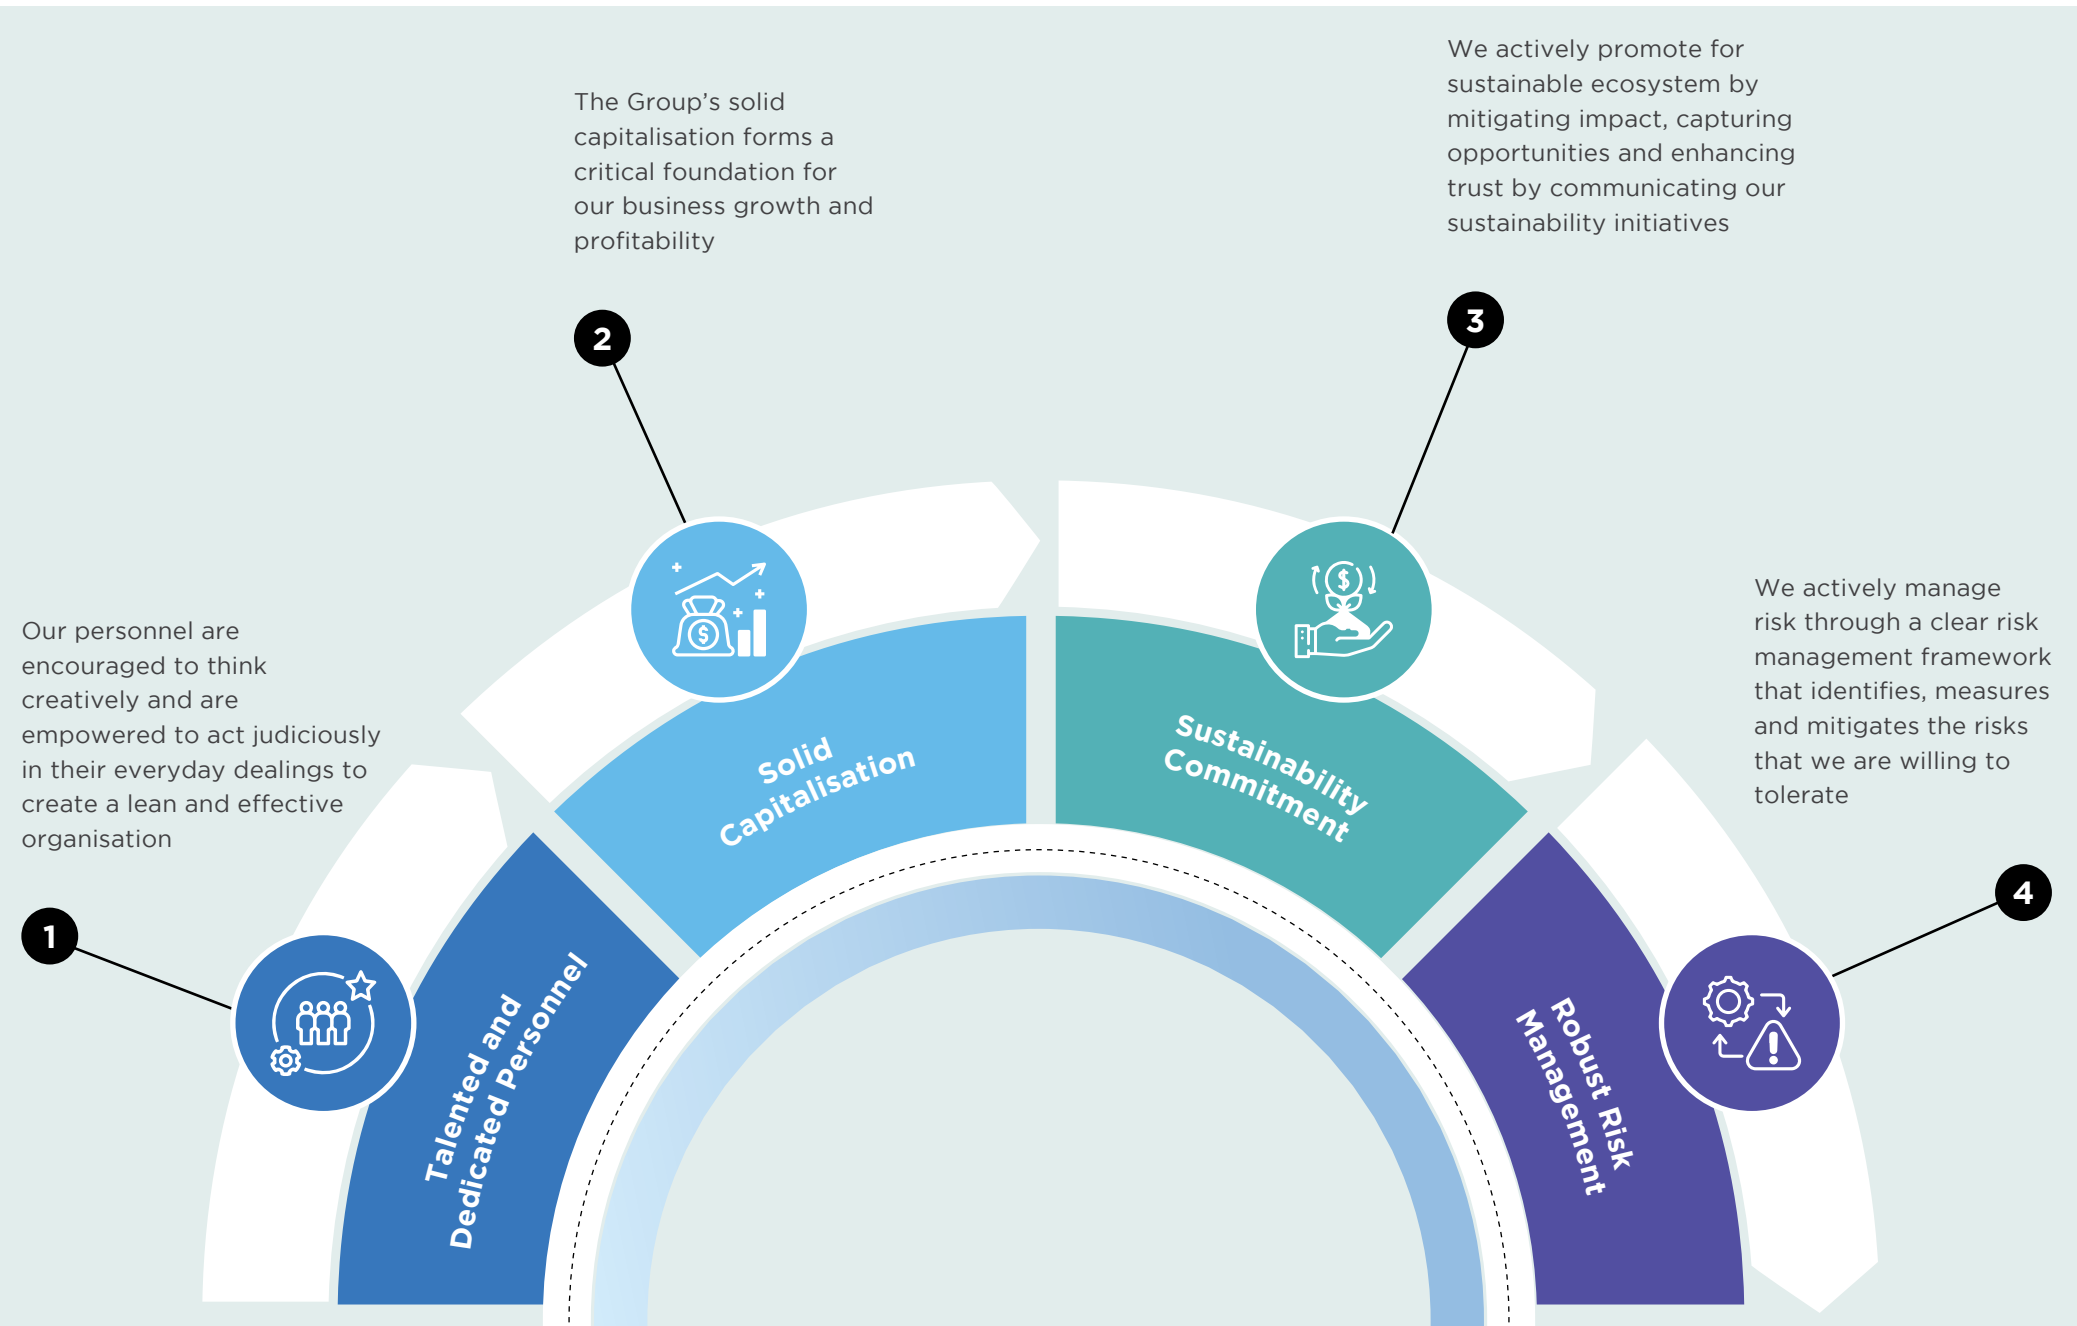 Our personnel are
encouraged to think
creatively and are
empowered to act judiciously
in their everyday dealings to
create a lean and effective
organisation
1
Talented and
Dedicated Personnel
The Group’s solid
capitalisation forms a
critical foundation for
our business growth and
profitability
2
Solid
Capitalisation
We actively promote for
sustainable ecosystem by
mitigating impact, capturing
opportunities and enhancing
trust by communicating our
sustainability initiatives
3
Sustainability
Commitment
We actively manage
risk through a clear risk
management framework
that identifies, measures
and mitigates the risks
that we are willing to
tolerate
4
Robust Risk
Management